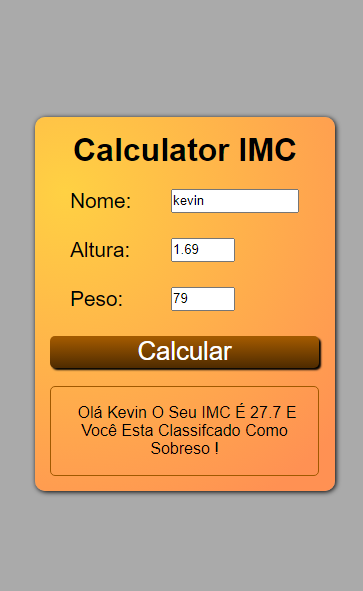 Calculator IMC
Nome: kevin
Altura: 1.69
Peso: 79
Calcular
Olá Kevin O Seu IMC É 27.7 E
Você Esta Classifcado Como
Sobreso !